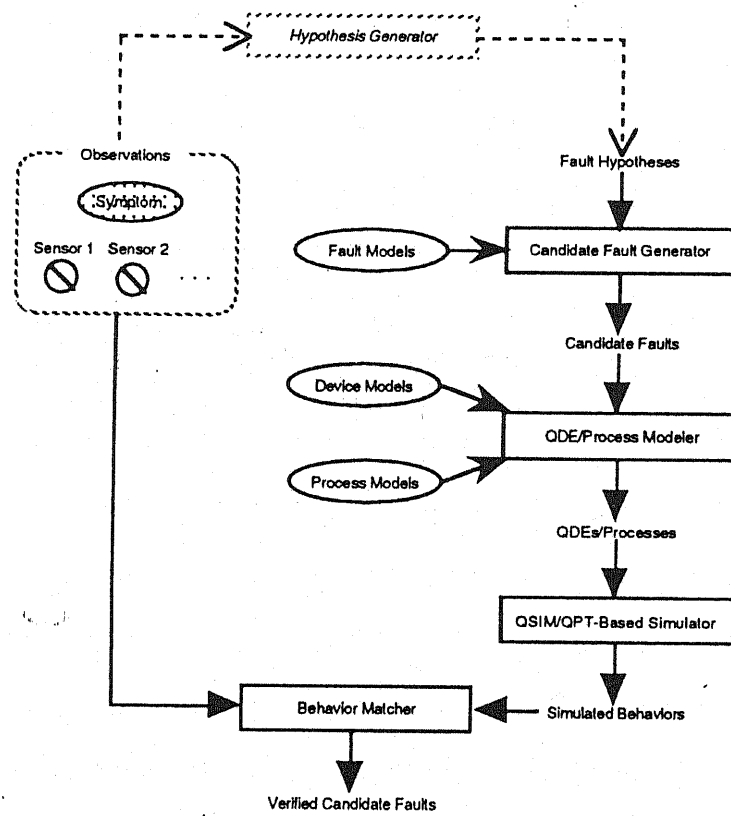 Hypothesis Generator
Observations
Symptom
Sensor 1 Sensor 2
. . .
Fault Hypotheses
Fault Models
Candidate Fault Generator
Candidate Faults
Device Models
QDE/Process Modeler
Process Models
QDEs/Processes
QSIM/QPT-Based Simulator
Behavior Matcher
Simulated Behaviors
Verified Candidate Faults